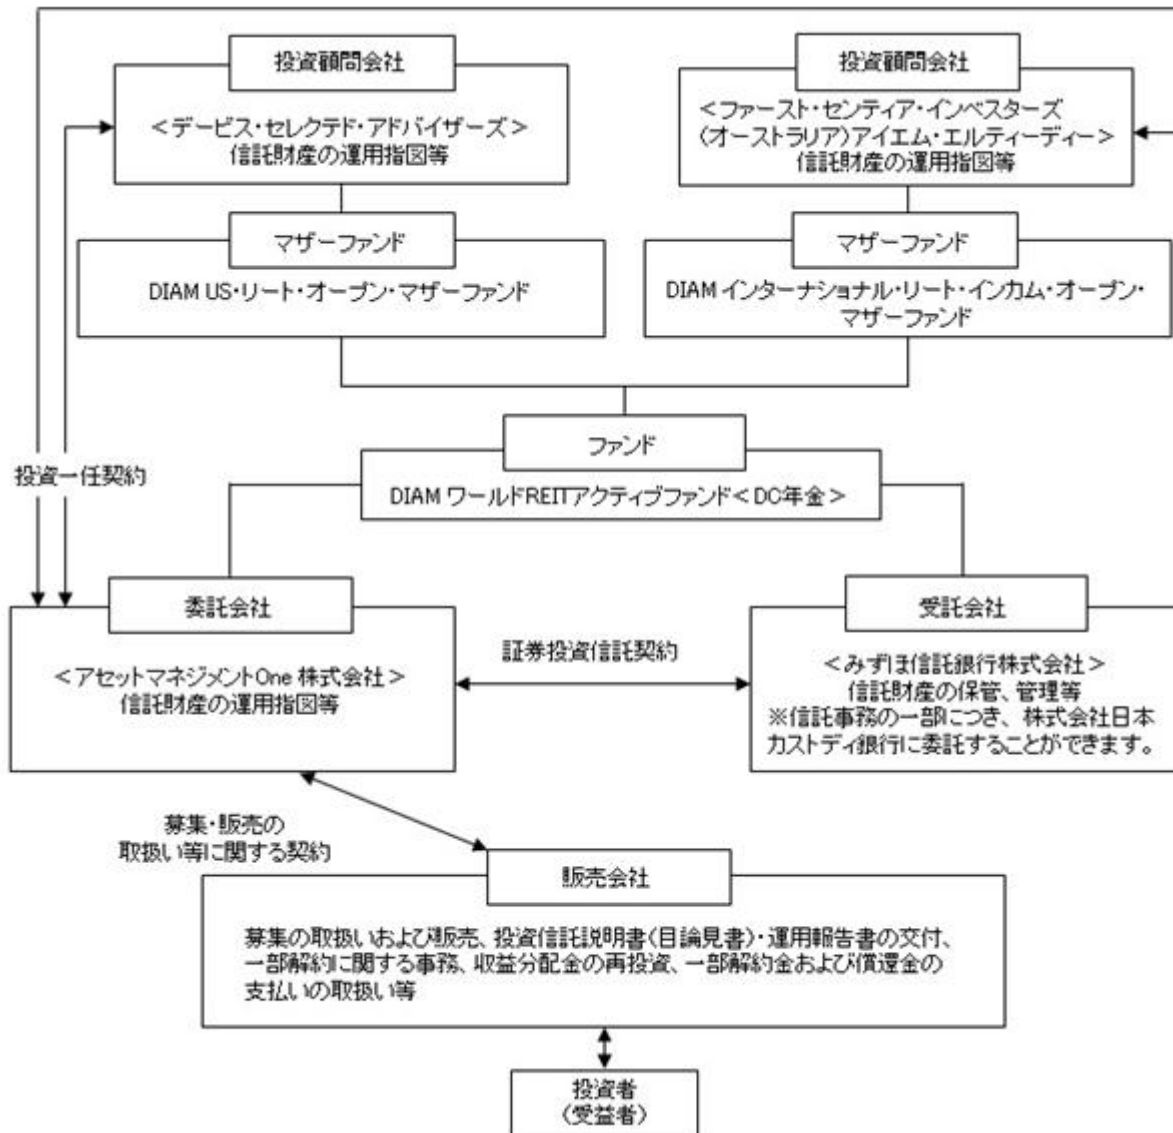 投資顧問会社
＜デービス・セレクテド・アドバイザーズ＞
信託財産の運用指図等
投資顧問会社
＜ファースト・センティア・インベスターズ
(オーストラリア)アイエム・エルティーディー＞
信託財産の運用指図等
マザーファンド
DIAM US・リート・オープン・マザーファンド
マザーファンド
DIAM インターナショナル・リート・インカム・オープン・
マザーファンド
ファンド
DIAM ワールドREITアクティブファンド＜DC年金＞
投資一任契約
委託会社
＜アセットマネジメントOne 株式会社＞
信託財産の運用指図等
証券投資信託契約
受託会社
＜みずほ信託銀行株式会社＞
信託財産の保管、管理等
※信託事務の一部につき、株式会社日本
カストディ銀行に委託することができます。
募集・販売の
取扱い等に関する契約
販売会社
募集の取扱いおよび販売、投資信託説明書(目論見書)・運用報告書の交付、
一部解約に関する事務、収益分配金の再投資、一部解約金および償還金の
支払いの取扱い等
投資者
(受益者)